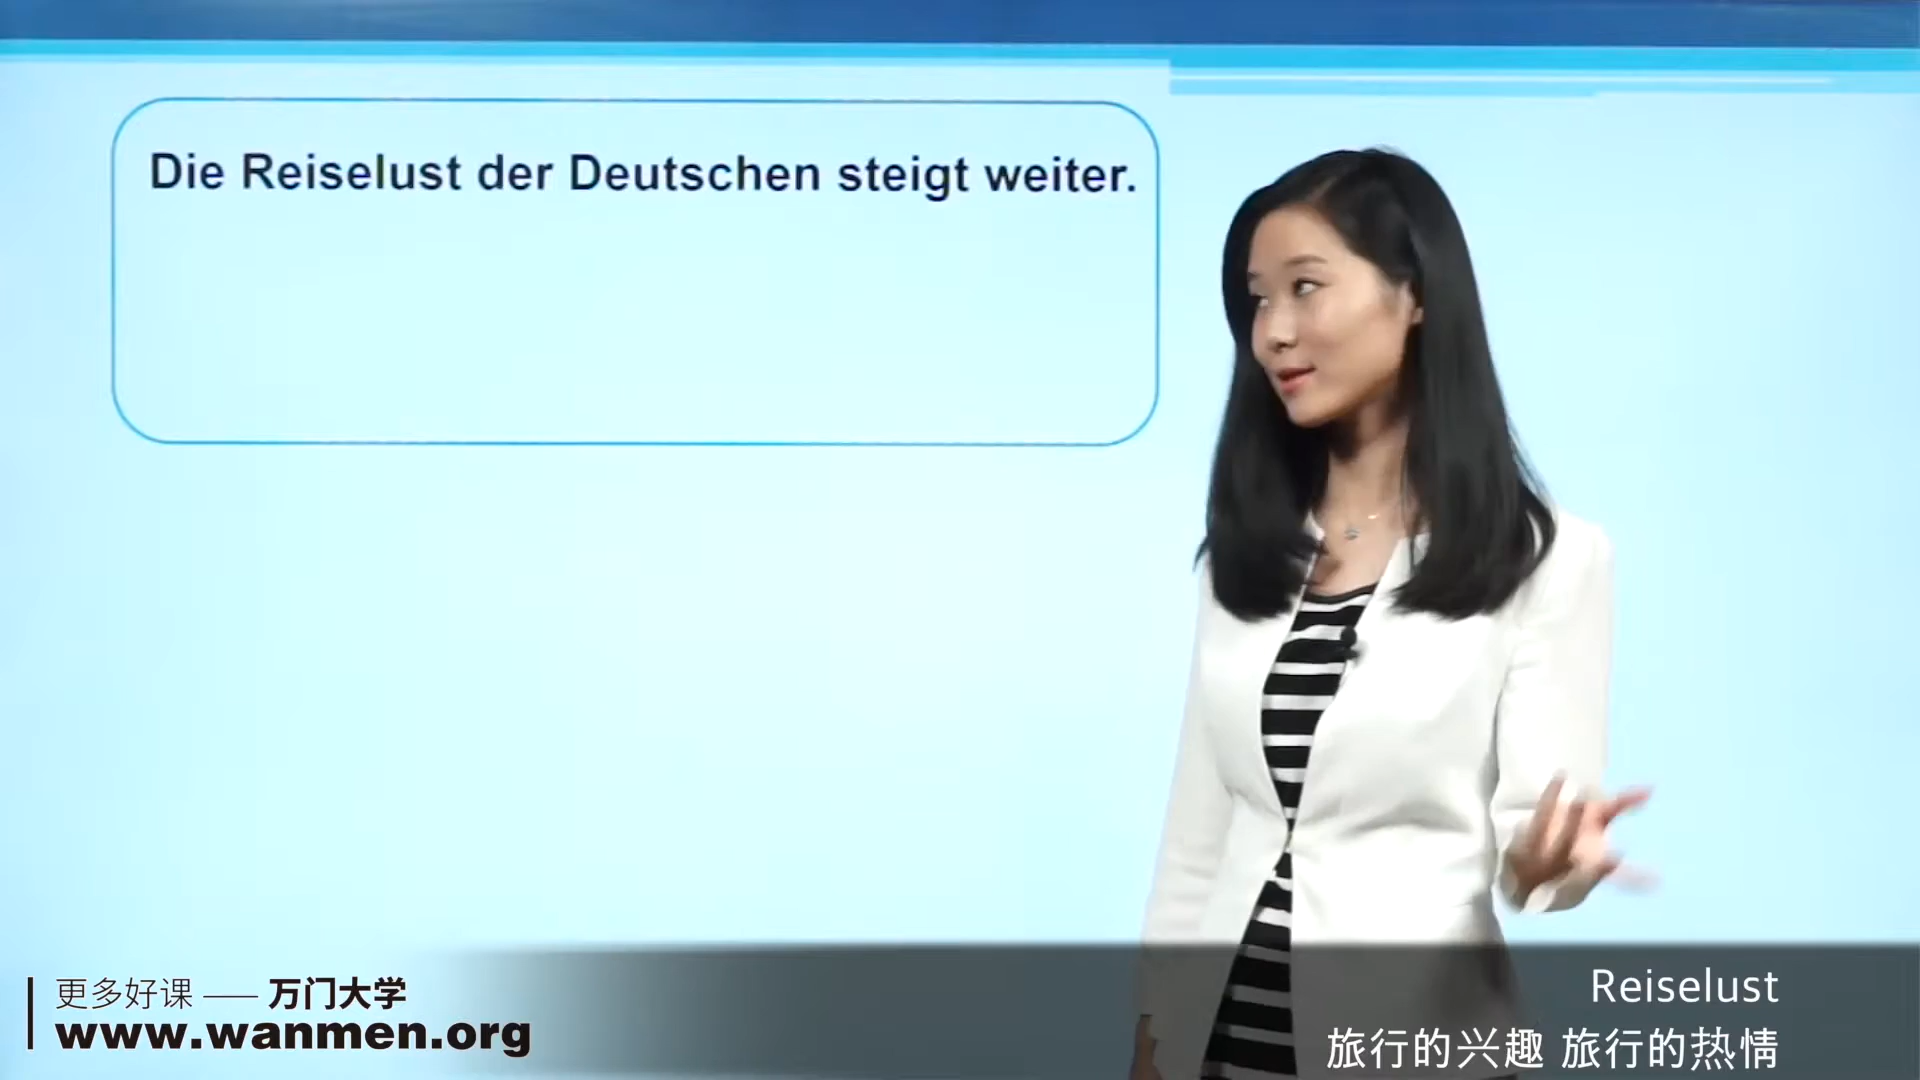 Die Reiselust der Deutschen steigt weiter.
更多好课 —— 万门大学
www.wanmen.org
Reiselust
旅行的兴趣 旅行的热情